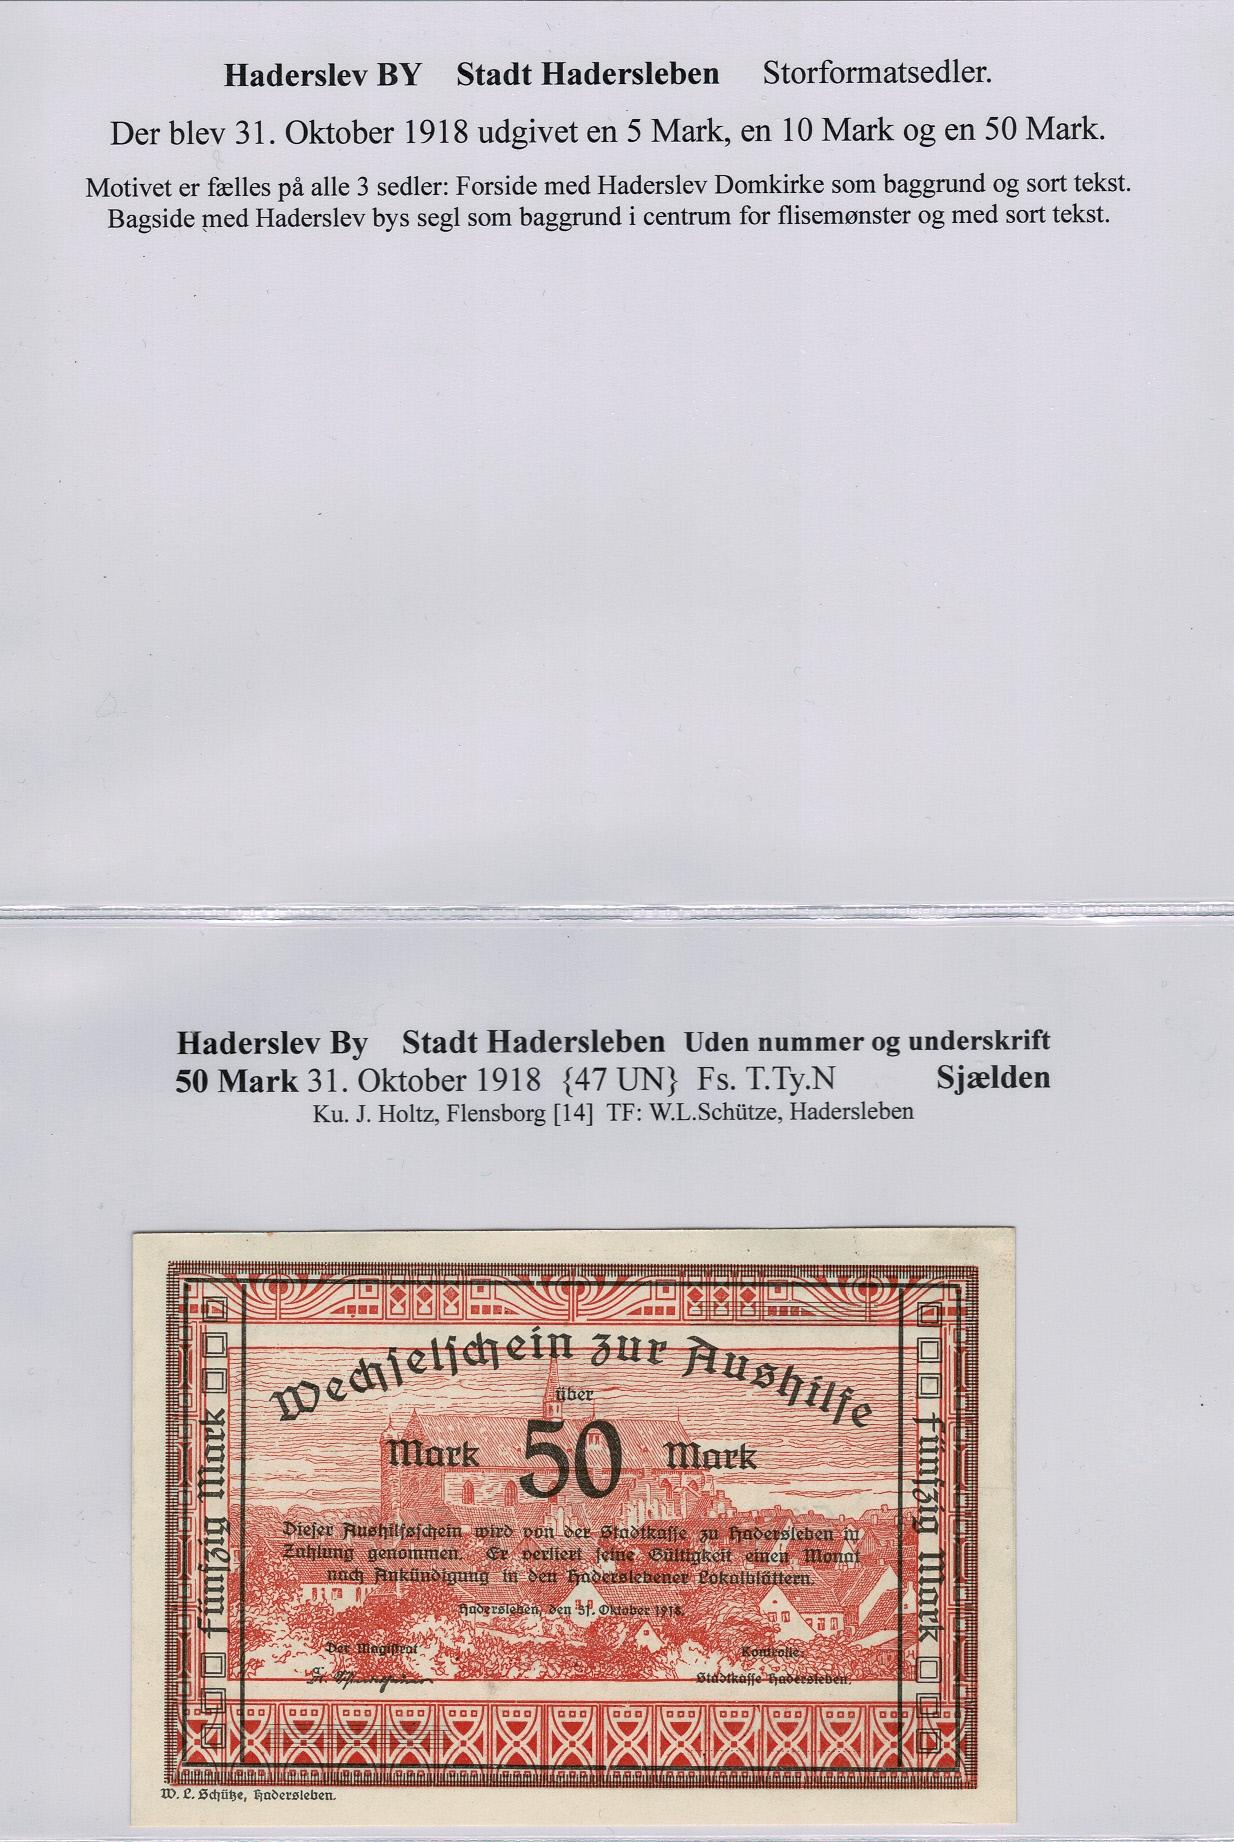 Haderslev BY Stadt Hadersleben Storformatsedler.
Der blev 31. Oktober 1918 udgivet en 5 Mark, en 10 Mark og en 50 Mark.
Motivet er fælles på alle 3 sedler: Forside med Haderslev Domkirke som baggrund og sort tekst.
Bagside med Haderslev bys segl som baggrund i centrum for flisemønster og med sort tekst.
Haderslev By Stadt Hadersleben Uden nummer og underskrift
50 Mark 31. Oktober 1918 {47 UN} Fs. T.Ty.N Sjælden
Ku. J. Holtz, Flensborg [14] TF: W.L.Schütze, Hadersleben
Wechselschein zur Aushilfe
über
Mark 50 Mark
fünfzig Mark
fünfzig Mark
Dieser Aushilfsschein wird von der Stadtkasse zu Hadersleben in
Zahlung genommen. Er verliert seine Gültigkeit einen Monat
nach Ankündigung in den Haderslebener Lokalblättern.
Hadersleben, den 31. Oktober 1918.
Der Magistrat
Kontrolle.
Stadtkasse Hadersleben.
W. L. Schütze, Hadersleben.